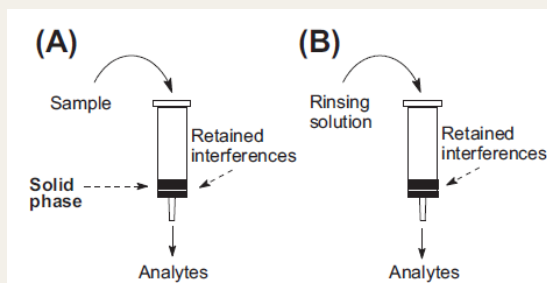 (A)
Sample
Retained
interferences
Solid
phase
Analytes
(B)
Rinsing
solution
Retained
interferences
Analytes